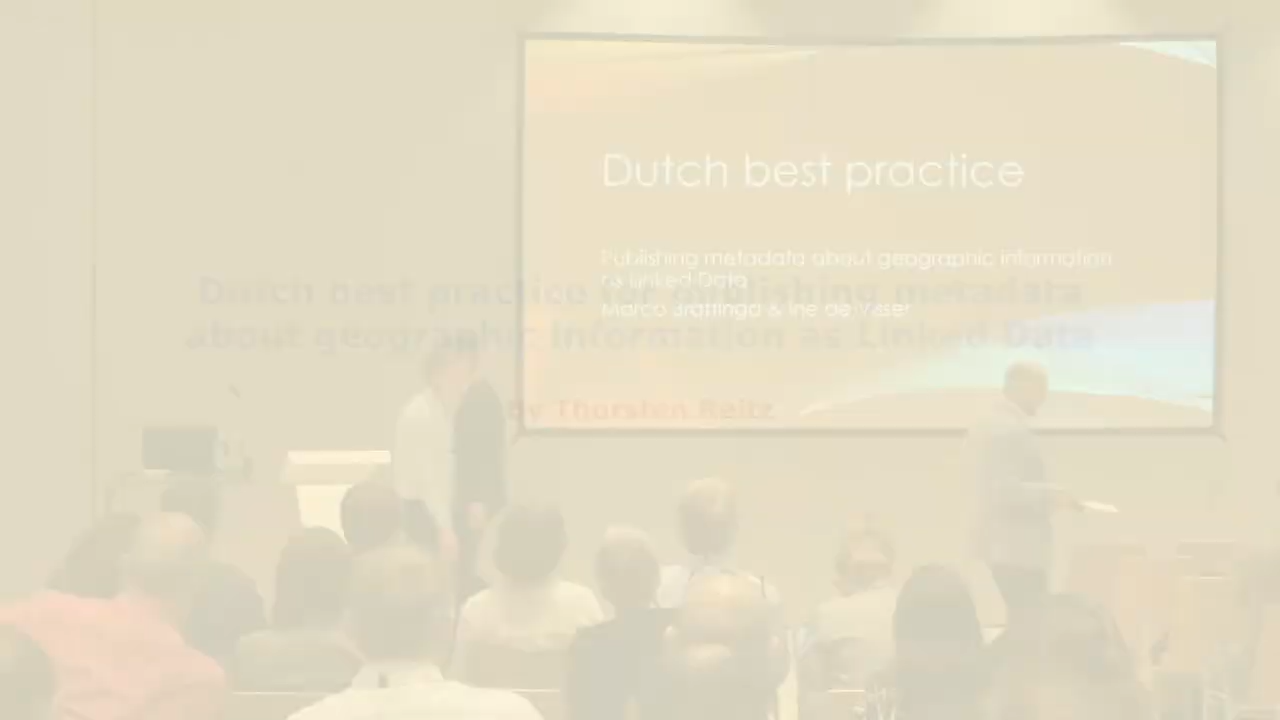 Dutch best practice
Publishing metadata about geographic information
as Linked Data
Marco Brattinga & Ine de Visser
Dutch best practice for publishing metadata
about geographic information as Linked Data
by Thorsten Reitz